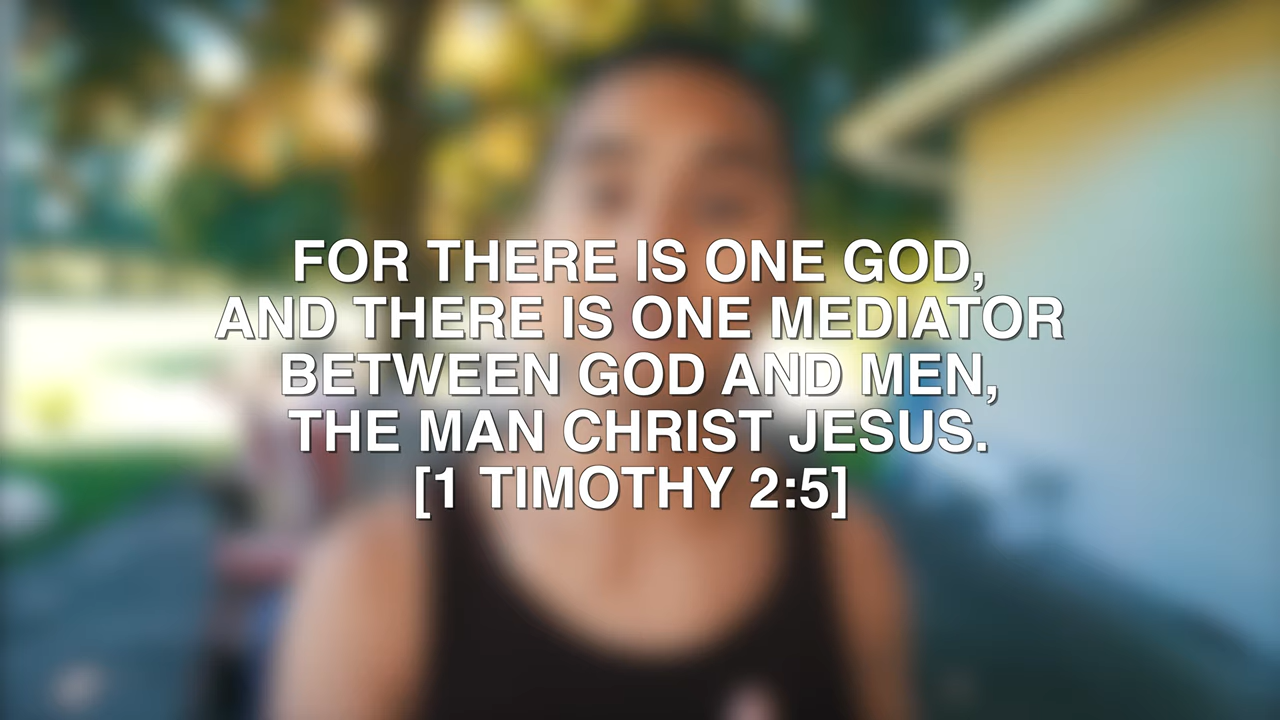 FOR THERE IS ONE GOD,
AND THERE IS ONE MEDIATOR
BETWEEN GOD AND MEN,
THE MAN CHRIST JESUS.
[1 TIMOTHY 2:5]